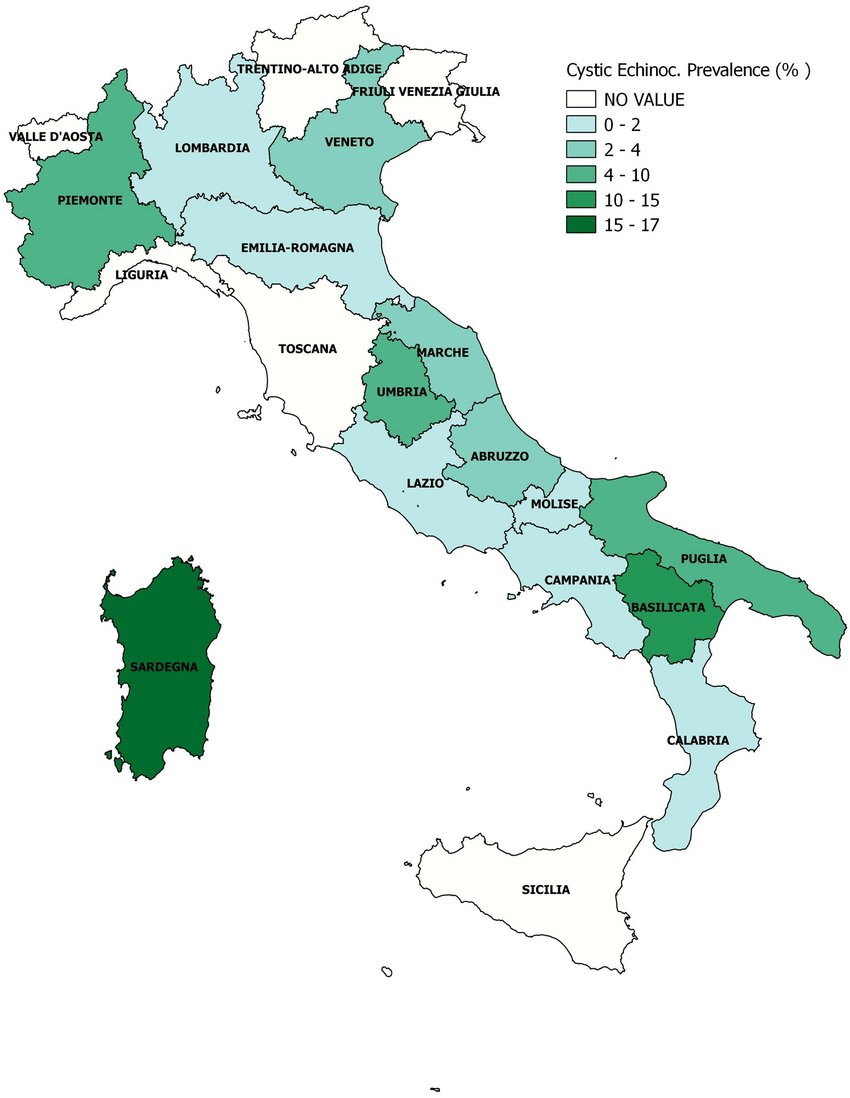 Cystic Echinoc. Prevalence (% )
NO VALUE
0 - 2
2 - 4
4 - 10
10 - 15
15 - 17
TRENTINO-ALTO ADIGE
FRIULI VENEZIA GIULIA
VALLE D'AOSTA
LOMBARDIA
VENETO
PIEMONTE
EMILIA-ROMAGNA
LIGURIA
TOSCANA
MARCHE
UMBRIA
ABRUZZO
LAZIO
MOLISE
PUGLIA
CAMPANIA
BASILICATA
SARDEGNA
CALABRIA
SICILIA